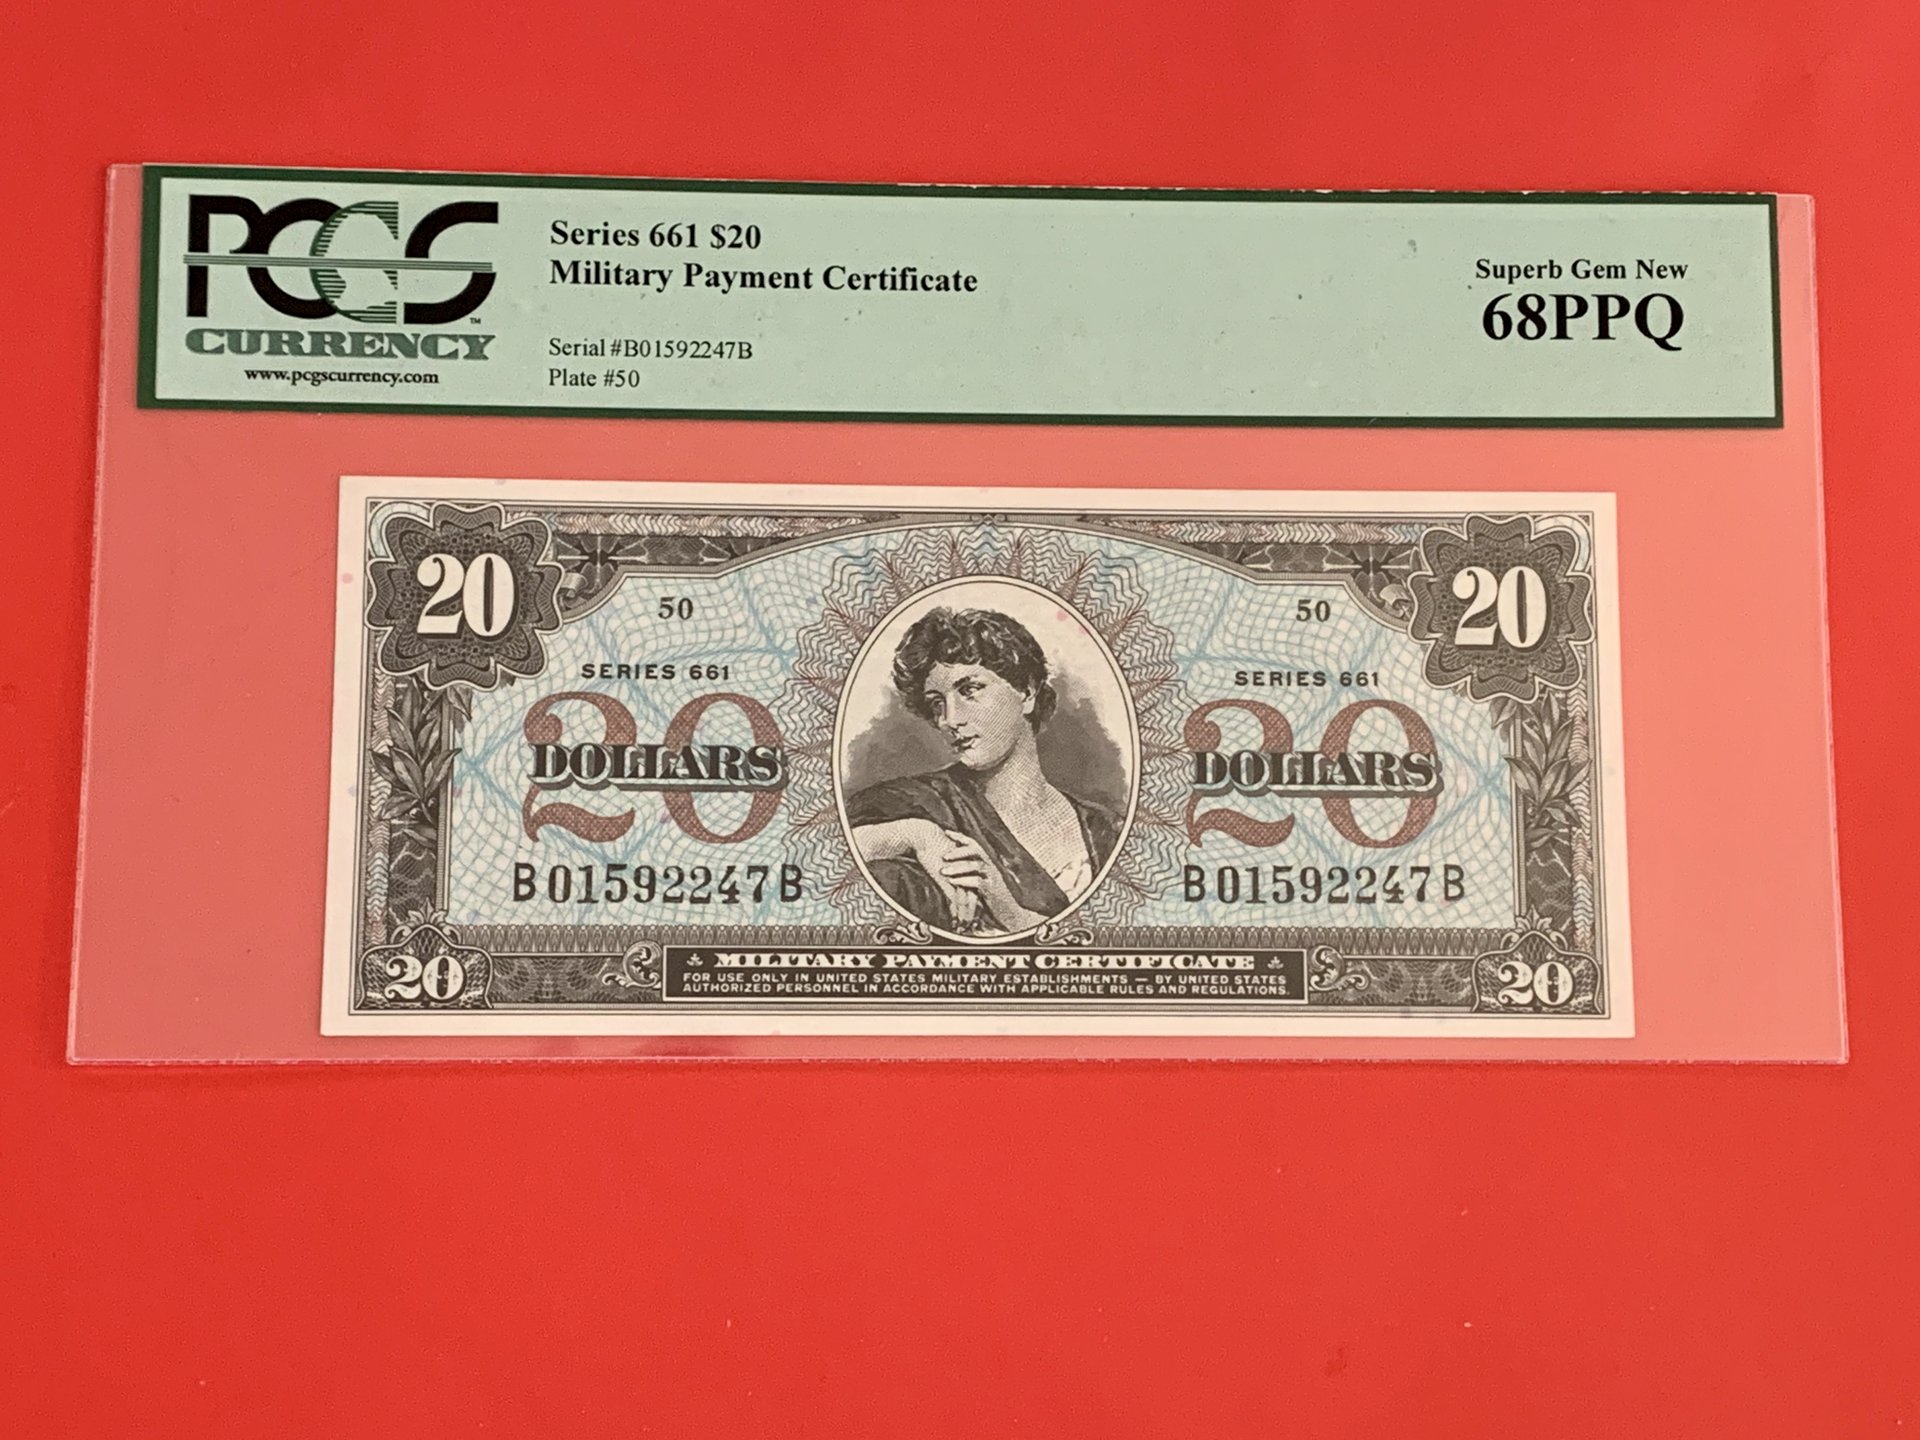 PCGS™
CURRENCY
www.pcgscurrency.com
Series 661 $20
Military Payment Certificate
Serial #B01592247B
Plate #50
Superb Gem New
68PPQ
20 20
50 50
SERIES 661 SERIES 661
20 20
DOLLARS DOLLARS
B01592247B B01592247B
20 MILITARY PAYMENT CERTIFICATE 20
FOR USE ONLY IN UNITED STATES MILITARY ESTABLISHMENTS — BY UNITED STATES
AUTHORIZED PERSONNEL IN ACCORDANCE WITH APPLICABLE RULES AND REGULATIONS.